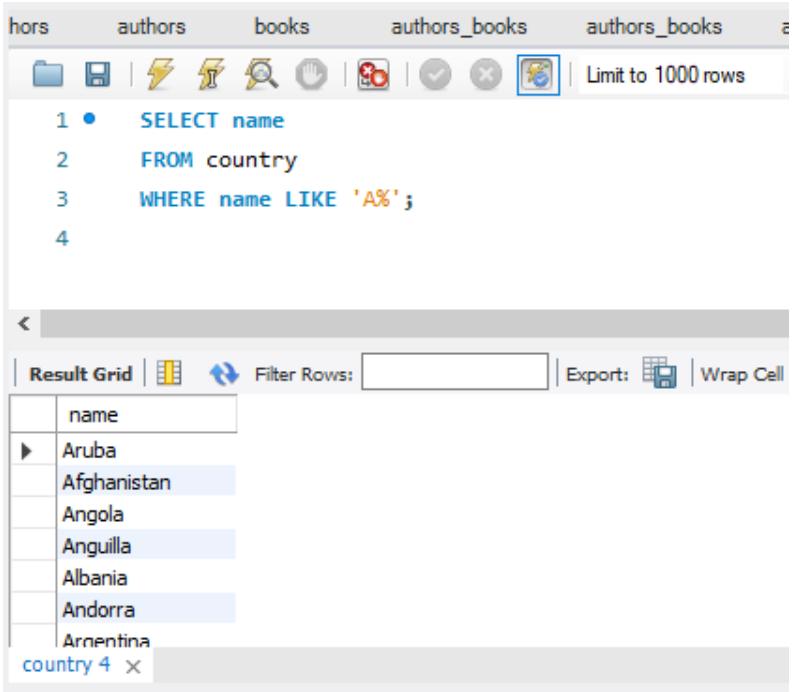 hors authors books authors_books authors_books
Limit to 1000 rows
1 SELECT name
2 FROM country
3 WHERE name LIKE 'A%';
4
Result Grid Filter Rows: Export: Wrap Cell
name
Aruba
Afghanistan
Angola
Anguilla
Albania
Andorra
Argentina
country 4